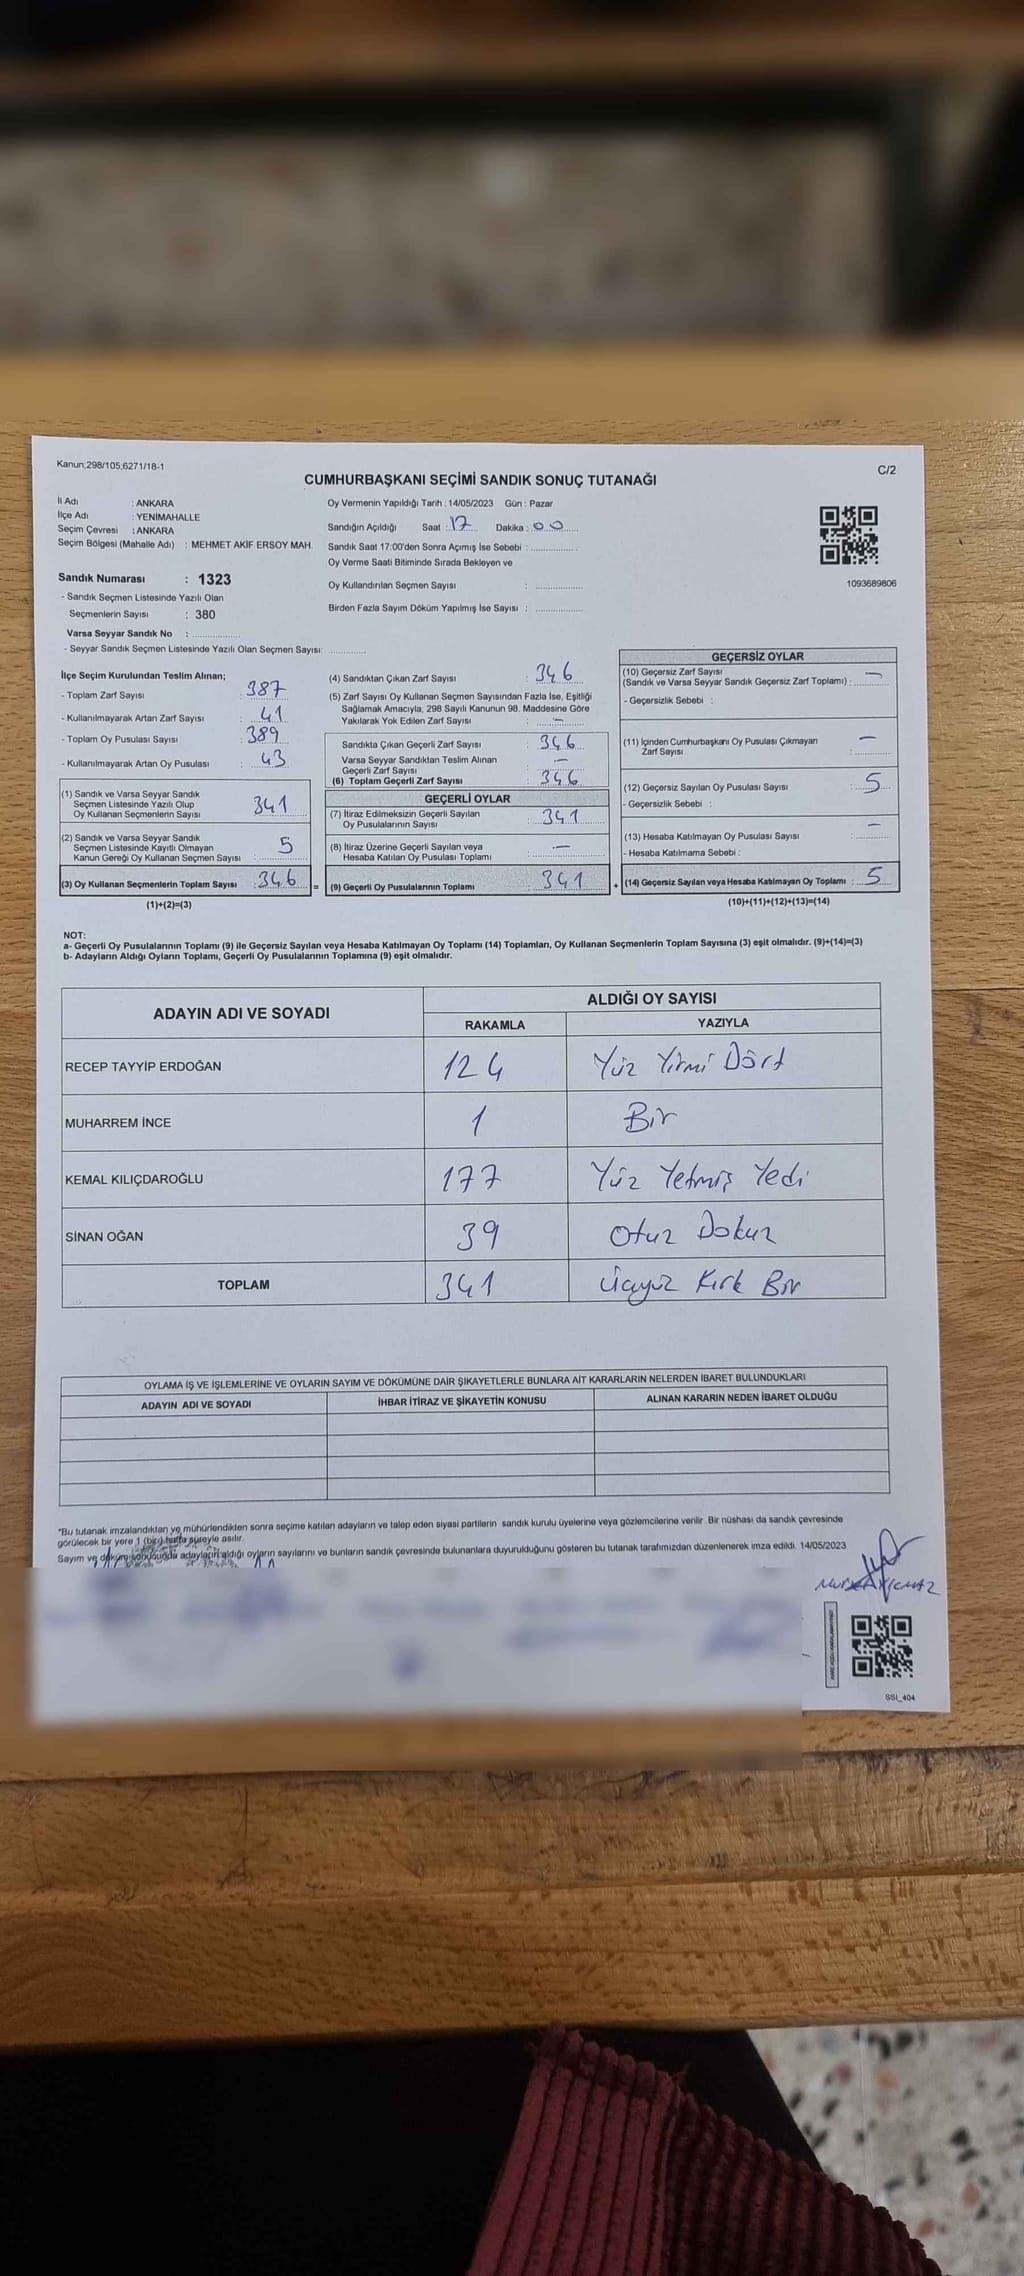 Kanun;298/105;6271/18-1
C/2
CUMHURBAŞKANI SEÇİMİ SANDIK SONUÇ TUTANAĞI
İl Adı : ANKARA
İlçe Adı : YENİMAHALLE
Seçim Çevresi : ANKARA
Seçim Bölgesi (Mahalle Adı) : MEHMET AKİF ERSOY MAH.
Sandık Numarası : 1323
- Sandık Seçmen Listesinde Yazılı Olan
Seçmenlerin Sayısı : 380
Varsa Seyyar Sandık No : ..............
- Seyyar Sandık Seçmen Listesinde Yazılı Olan Seçmen Sayısı: ............
Oy Vermenin Yapıldığı Tarih : 14/05/2023 Gün : Pazar
Sandığın Açıldığı Saat : 17 Dakika : 00
Sandık Saat 17:00'den Sonra Açımış İse Sebebi : ..............
Oy Verme Saati Bitiminde Sırada Bekleyen ve
Oy Kullandırılan Seçmen Sayısı : ..............
Birden Fazla Sayım Döküm Yapılmış İse Sayısı : ..............
1093689806
İlçe Seçim Kurulundan Teslim Alınan;
- Toplam Zarf Sayısı : 387
- Kullanılmayarak Artan Zarf Sayısı : 41
- Toplam Oy Pusulası Sayısı : 389
- Kullanılmayarak Artan Oy Pusulası : 43
(1) Sandık ve Varsa Seyyar Sandık
Seçmen Listesinde Yazılı Olup
Oy Kullanan Seçmenlerin Sayısı : 341
(2) Sandık ve Varsa Seyyar Sandık
Seçmen Listesinde Kayıtlı Olmayan
Kanun Gereği Oy Kullanan Seçmen Sayısı : 5
(3) Oy Kullanan Seçmenlerin Toplam Sayısı : 346 =
(1)+(2)=(3)
(4) Sandıktan Çıkan Zarf Sayısı : 346
(5) Zarf Sayısı Oy Kullanan Seçmen Sayısından Fazla İse, Eşitliği
Sağlamak Amacıyla; 298 Sayılı Kanunun 98. Maddesine Göre
Yakılarak Yok Edilen Zarf Sayısı : —
Sandıkta Çıkan Geçerli Zarf Sayısı : 346
Varsa Seyyar Sandıktan Teslim Alınan
Geçerli Zarf Sayısı : —
(6) Toplam Geçerli Zarf Sayısı : 346
GEÇERLİ OYLAR
(7) İtiraz Edilmeksizin Geçerli Sayılan
Oy Pusulalarının Sayısı : 341
(8) İtiraz Üzerine Geçerli Sayılan veya
Hesaba Katılan Oy Pusulası Toplamı : —
(9) Geçerli Oy Pusulalarının Toplamı : 341 +
GEÇERSİZ OYLAR
(10) Geçersiz Zarf Sayısı
(Sandık ve Varsa Seyyar Sandık Geçersiz Zarf Toplamı) : —
- Geçersizlik Sebebi :
(11) İçinden Cumhurbaşkanı Oy Pusulası Çıkmayan
Zarf Sayısı : —
(12) Geçersiz Sayılan Oy Pusulası Sayısı : 5
- Geçersizlik Sebebi :
(13) Hesaba Katılmayan Oy Pusulası Sayısı : —
- Hesaba Katılmama Sebebi :
(14) Geçersiz Sayılan veya Hesaba Katılmayan Oy Toplamı : 5
(10)+(11)+(12)+(13)=(14)
NOT:
a- Geçerli Oy Pusulalarının Toplamı (9) ile Geçersiz Sayılan veya Hesaba Katılmayan Oy Toplamı (14) Toplamları, Oy Kullanan Seçmenlerin Toplam Sayısına (3) eşit olmalıdır. (9)+(14)=(3)
b- Adayların Aldığı Oyların Toplamı, Geçerli Oy Pusulalarının Toplamına (9) eşit olmalıdır.
ADAYIN ADI VE SOYADI ALDIĞI OY SAYISI
RAKAMLA YAZIYLA
RECEP TAYYİP ERDOĞAN 124 Yüz Yirmi Dört
MUHARREM İNCE 1 Bir
KEMAL KILIÇDAROĞLU 177 Yüz Yetmiş Yedi
SİNAN OĞAN 39 Otuz Dokuz
TOPLAM 341 Üçyüz Kırk Bir
OYLAMA İŞ VE İŞLEMLERİNE VE OYLARIN SAYIM VE DÖKÜMÜNE DAİR ŞİKAYETLERLE BUNLARA AİT KARARLARIN NELERDEN İBARET BULUNDUKLARI
ADAYIN ADI VE SOYADI İHBAR İTİRAZ VE ŞİKAYETİN KONUSU ALINAN KARARIN NEDEN İBARET OLDUĞU
*Bu tutanak imzalandıktan ve mühürlendikten sonra seçime katılan adayların ve talep eden siyasi partilerin sandık kurulu üyelerine veya gözlemcilerine verilir. Bir nüshası da sandık çevresinde
görülecek bir yere 1 (bir) hafta süreyle asılır.
Sayım ve döküm sonucunda adayların aldığı oyların sayılarını ve bunların sandık çevresinde bulunanlara duyurulduğunu gösteren bu tutanak tarafımızdan düzenlenerek imza edildi. 14/05/2023
SSI_404